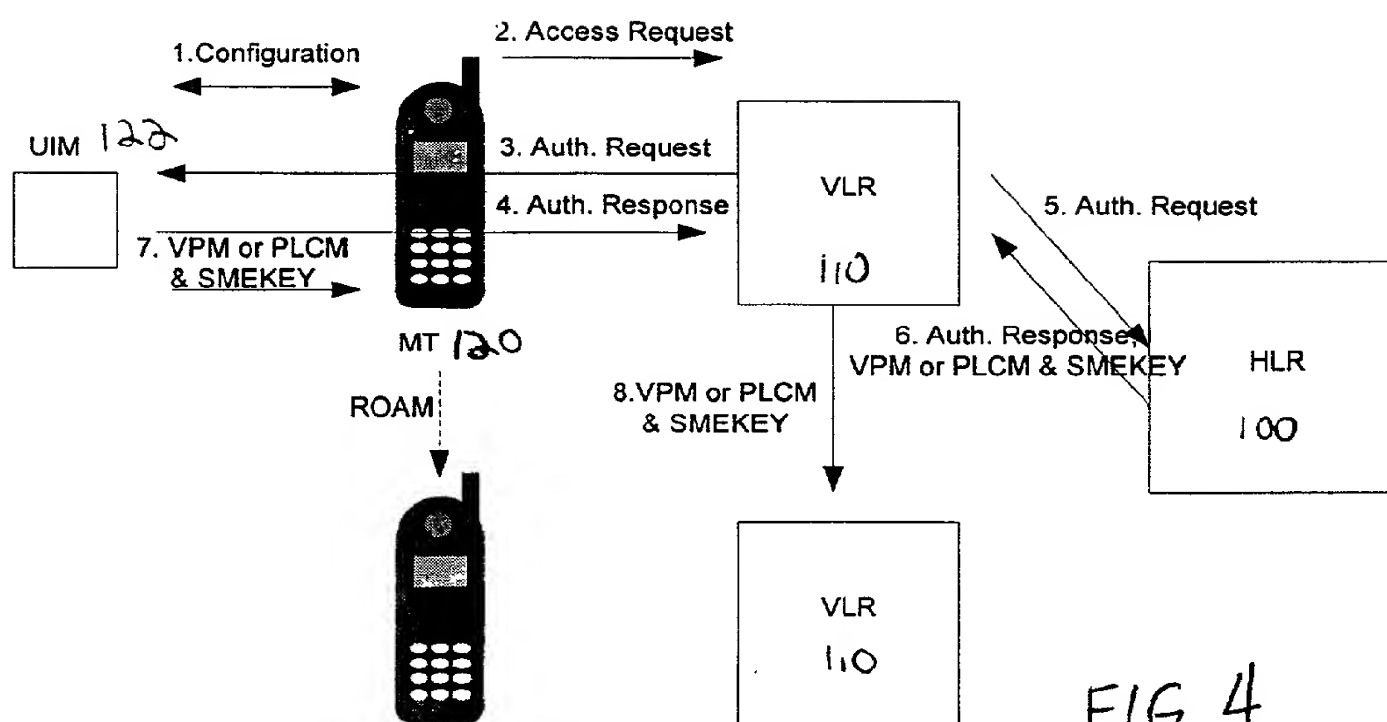 2. Access Request
1.Configuration
UIM 122
3. Auth. Request
4. Auth. Response
VLR
110
5. Auth. Request
7. VPM or PLCM
& SMEKEY
MT 120
6. Auth. Response,
VPM or PLCM & SMEKEY
HLR
100
ROAM
8.VPM or PLCM
& SMEKEY
VLR
110
FIG 4